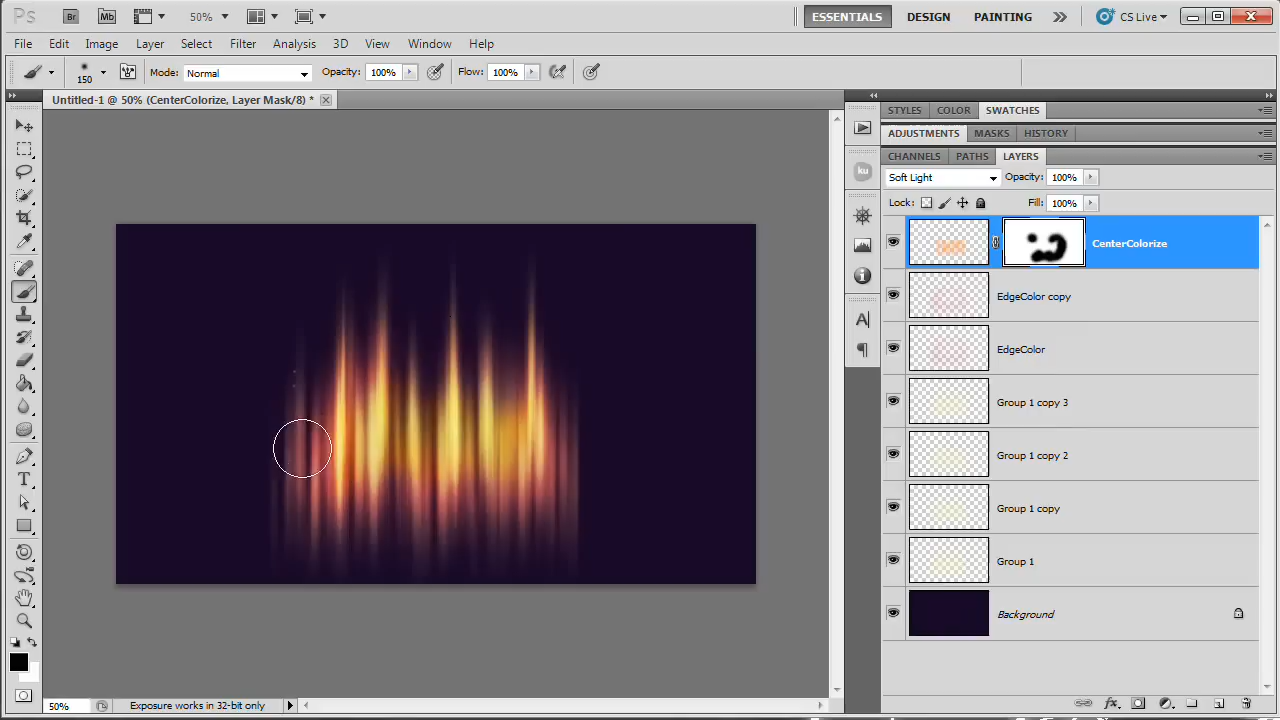 Ps Br Mb 50% ESSENTIALS DESIGN PAINTING CS Live
File Edit Image Layer Select Filter Analysis 3D View Window Help
150 Mode: Normal Opacity: 100% Flow: 100%
Untitled-1 @ 50% (CenterColorize, Layer Mask/8) *
STYLES COLOR SWATCHES
ADJUSTMENTS MASKS HISTORY
CHANNELS PATHS LAYERS
Soft Light Opacity: 100%
Lock: Fill: 100%
ku
CenterColorize
EdgeColor copy
EdgeColor
Group 1 copy 3
Group 1 copy 2
Group 1 copy
Group 1
Background
50% Exposure works in 32-bit only